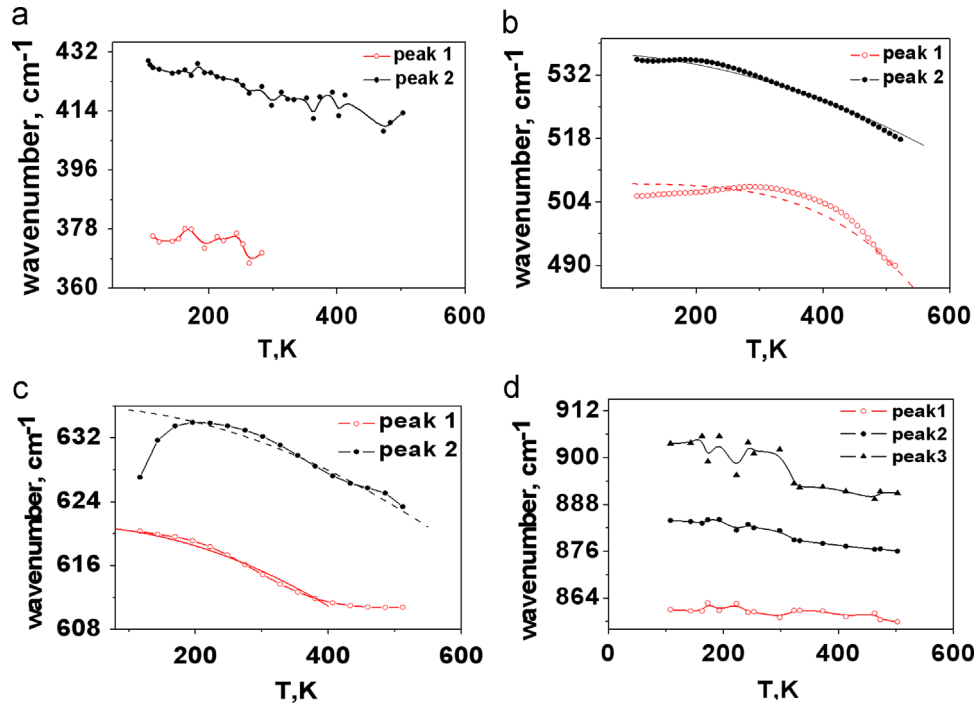 a
wavenumber, cm-1
432
414
396
378
360
peak 1
peak 2
200
400
600
T,K
b
wavenumber, cm-1
532
518
504
490
peak 1
peak 2
200
400
600
T,K
c
wavenumber, cm-1
632
624
616
608
peak 1
peak 2
200
400
600
T,K
d
wavenumber, cm-1
912
900
888
876
864
peak1
peak2
peak3
0
200
400
600
T,K